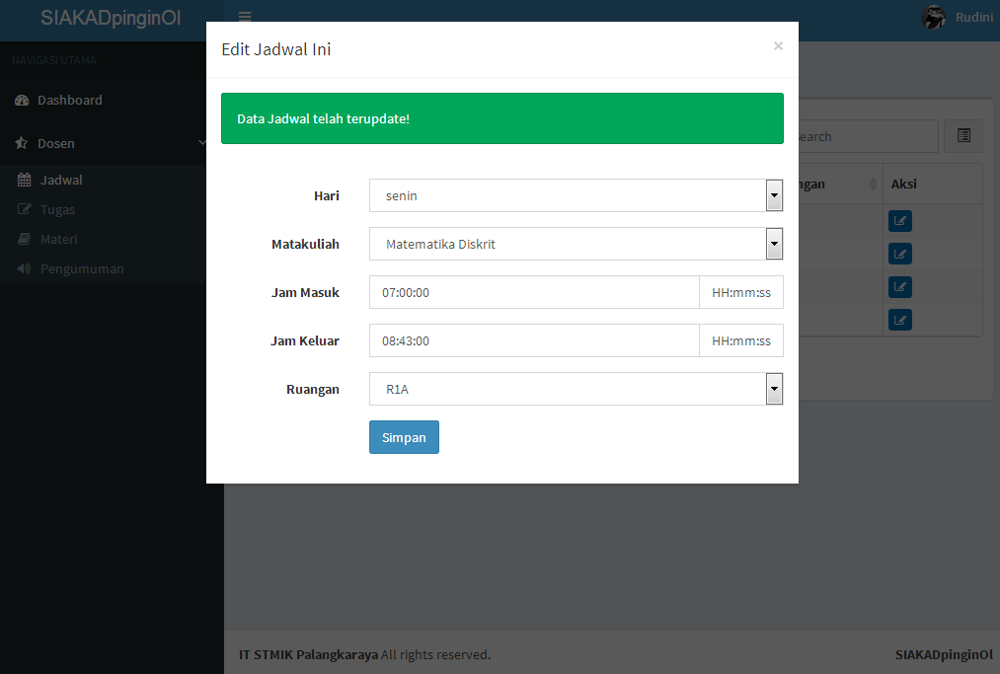 SIAKADpinginOl
Rudini
NAVIGASI UTAMA
Dashboard
Dosen
Jadwal
Tugas
Materi
Pengumuman
Edit Jadwal Ini
×
Data Jadwal telah terupdate!
Hari senin
Matakuliah Matematika Diskrit
Jam Masuk 07:00:00 HH:mm:ss
Jam Keluar 08:43:00 HH:mm:ss
Ruangan R1A
Simpan
earch
ngan Aksi
IT STMIK Palangkaraya All rights reserved.
SIAKADpinginOl